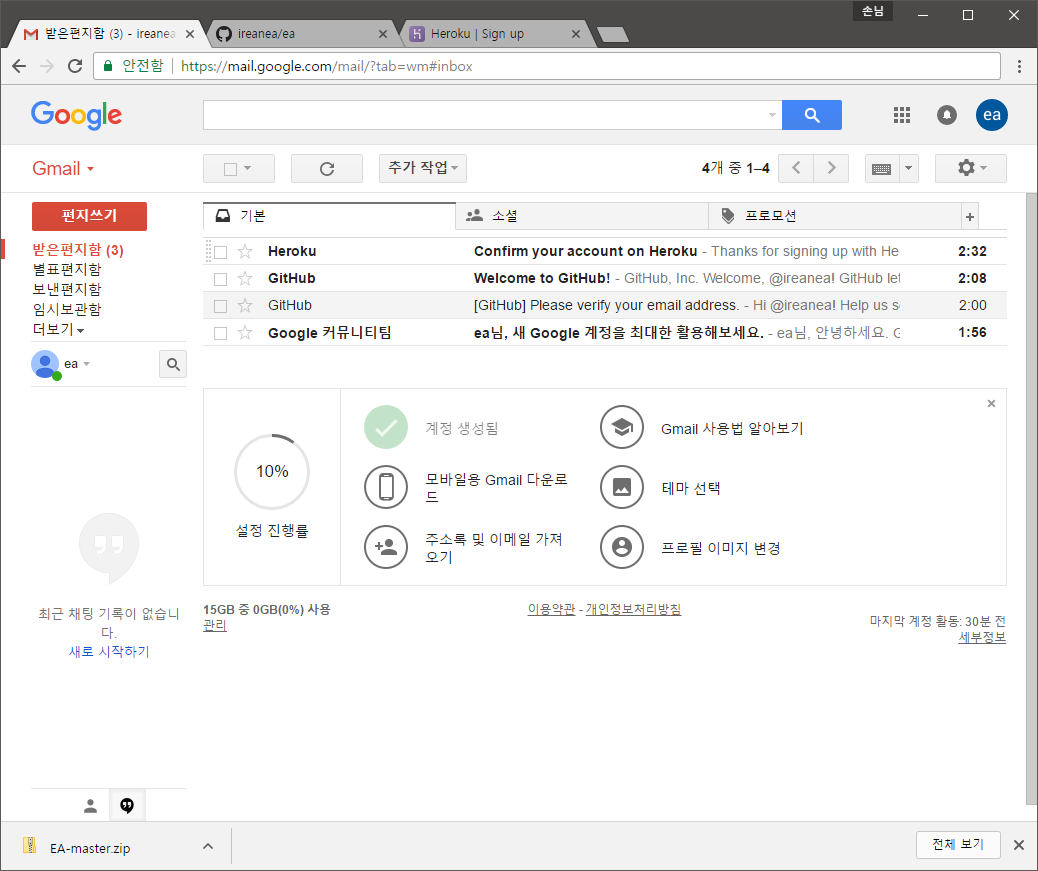 손님
받은편지함 (3) - ireanea
ireanea/ea
Heroku | Sign up
안전함
https://mail.google.com/mail/?tab=wm#inbox
Google
ea
Gmail
추가 작업
4개 중 1–4
편지쓰기
받은편지함 (3)
별표편지함
보낸편지함
임시보관함
더보기
ea
기본
소셜
프로모션
+
Heroku Confirm your account on Heroku - Thanks for signing up with He 2:32
GitHub Welcome to GitHub! - GitHub, Inc. Welcome, @ireanea! GitHub let 2:08
GitHub [GitHub] Please verify your email address. - Hi @ireanea! Help us s 2:00
Google 커뮤니티팀 ea님, 새 Google 계정을 최대한 활용해보세요. - ea님, 안녕하세요. G 1:56
10%
설정 진행률
계정 생성됨
모바일용 Gmail 다운로
드
주소록 및 이메일 가져
오기
Gmail 사용법 알아보기
테마 선택
프로필 이미지 변경
최근 채팅 기록이 없습니
다.
새로 시작하기
15GB 중 0GB(0%) 사용
관리
이용약관 - 개인정보처리방침
마지막 계정 활동: 30분 전
세부정보
EA-master.zip
전체 보기